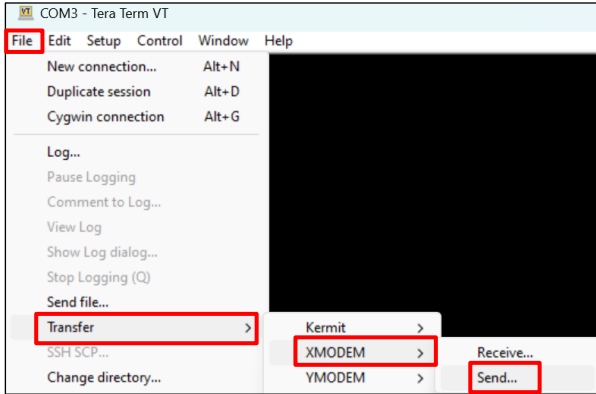 COM3 - Tera Term VT
File Edit Setup Control Window Help
New connection... Alt+N
Duplicate session Alt+D
Cygwin connection Alt+G
Log...
Pause Logging
Comment to Log...
View Log
Show Log dialog...
Stop Logging (Q)
Send file...
Transfer > Kermit >
SSH SCP... XMODEM > Receive...
Change directory... YMODEM > Send...